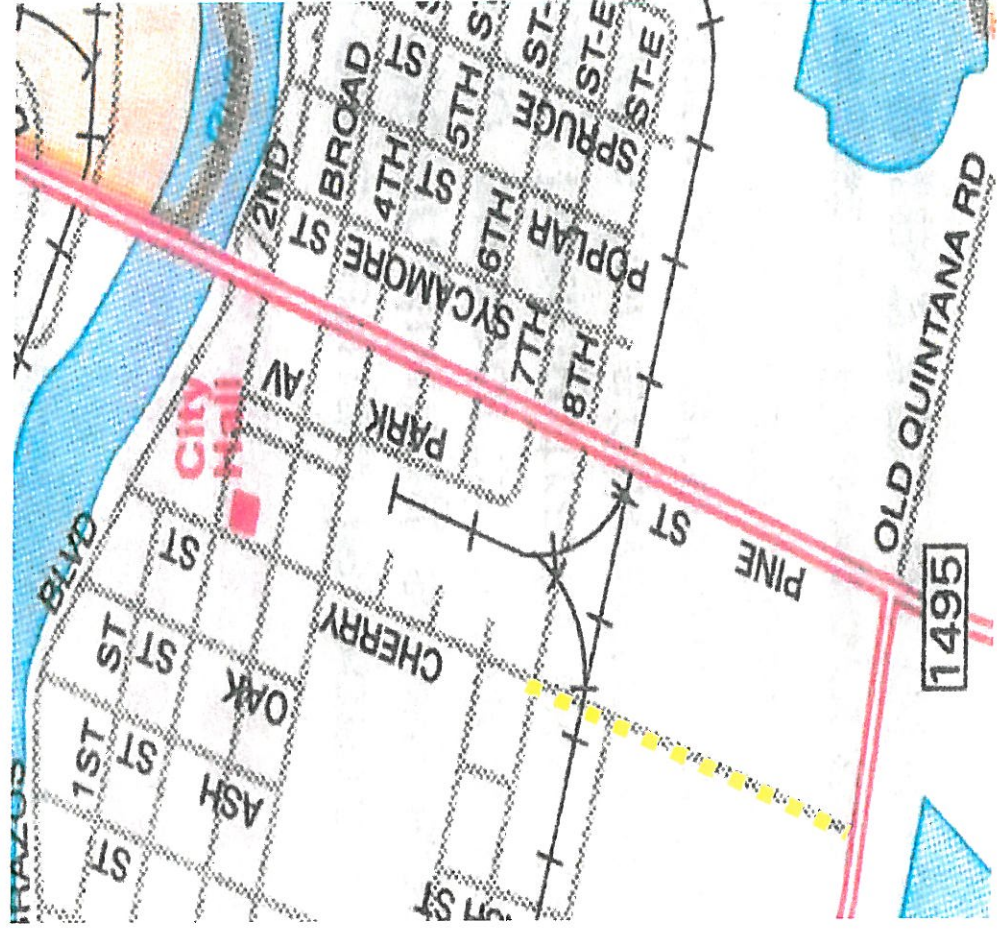 2ND
BROAD
ST
4TH
5TH
ST
6TH
7TH
8TH
ST-E
ST-E
SPRUCE
POPLAR
ST
SYCAMORE
AV
PARK
City
Hall
BLVD
ST
CHERRY
ST
PINE
ST
ST
OAK
1ST
ST
ASH
ST
OLD QUINTANA RD
1495